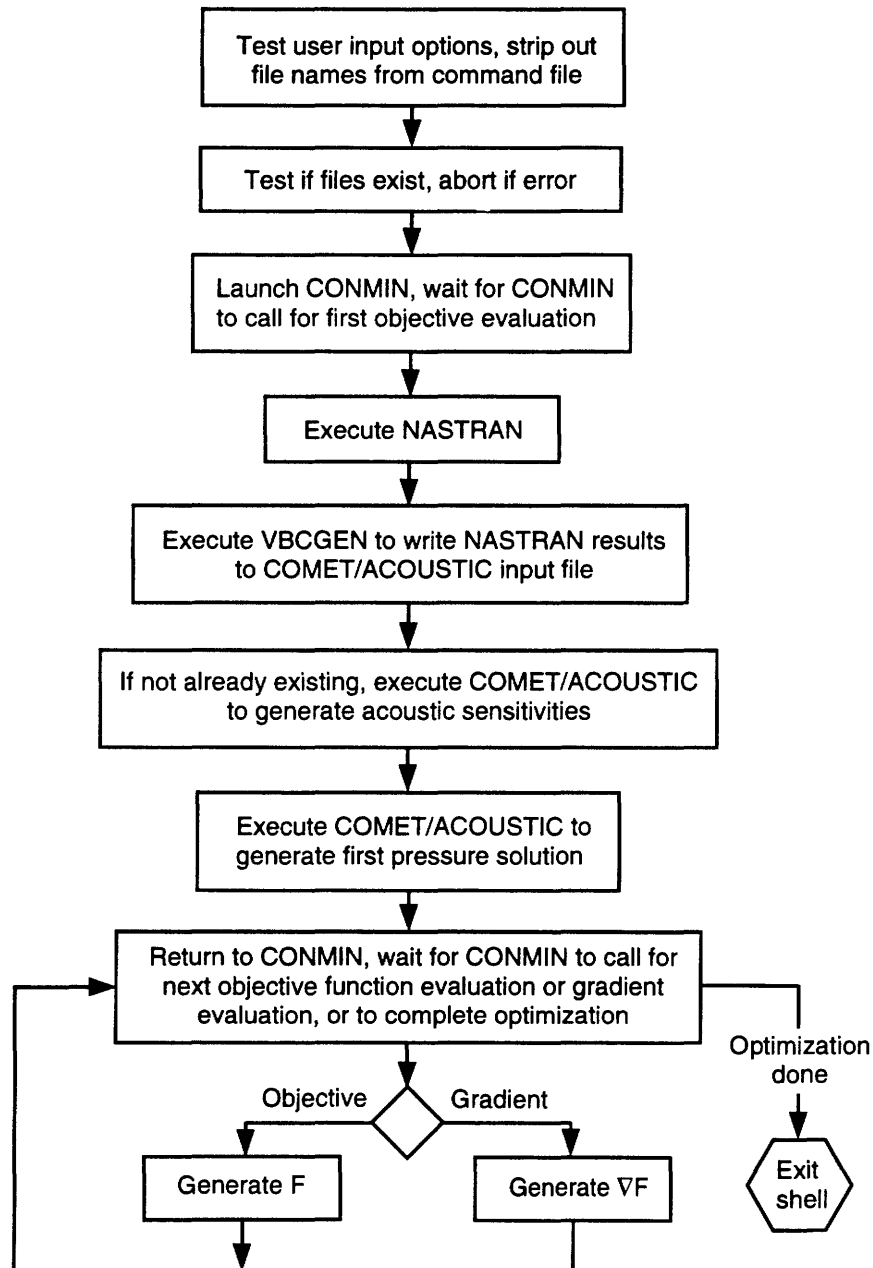 Test user input options, strip out
file names from command file
Test if files exist, abort if error
Launch CONMIN, wait for CONMIN
to call for first objective evaluation
Execute NASTRAN
Execute VBCGEN to write NASTRAN results
to COMET/ACOUSTIC input file
If not already existing, execute COMET/ACOUSTIC
to generate acoustic sensitivities
Execute COMET/ACOUSTIC to
generate first pressure solution
Return to CONMIN, wait for CONMIN to call for
next objective function evaluation or gradient
evaluation, or to complete optimization
Optimization
done
Objective
Gradient
Generate F
Generate ∇F
Exit
shell